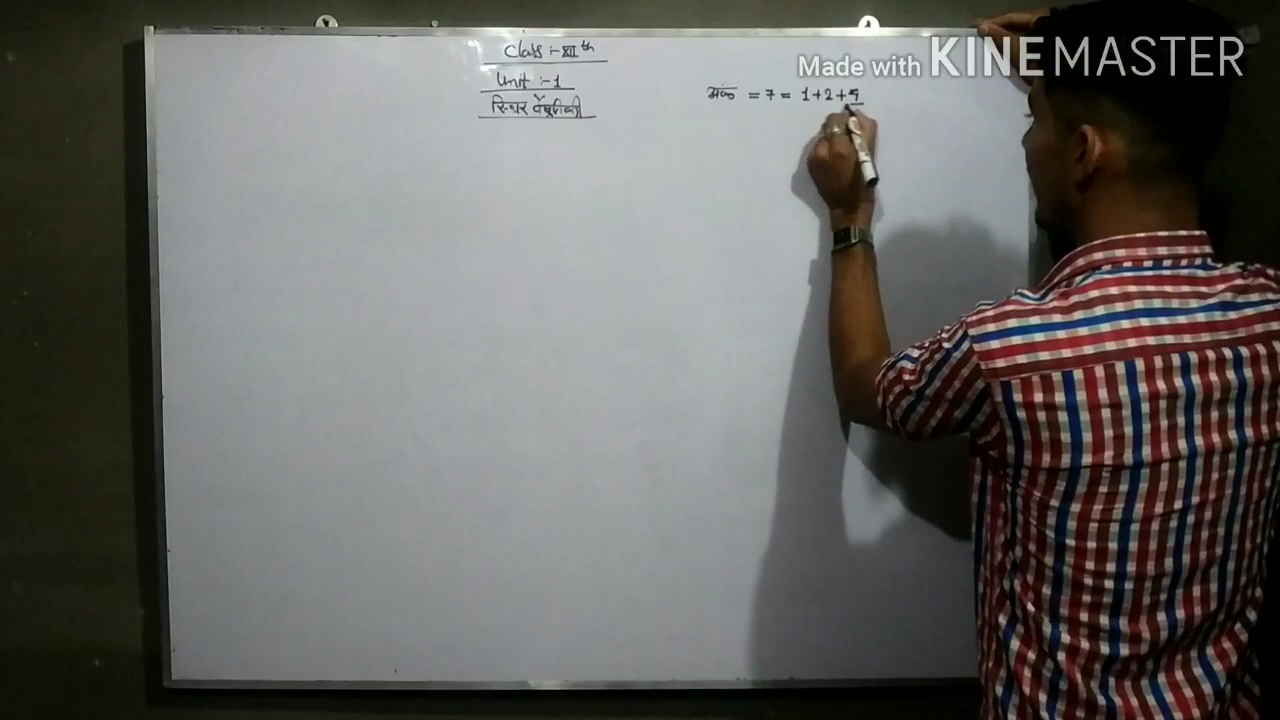 Class :- XII th
Unit :- 1
स्थिर वैद्युतिकी
अंक = 7 = 1+2+4
Made with KINEMASTER